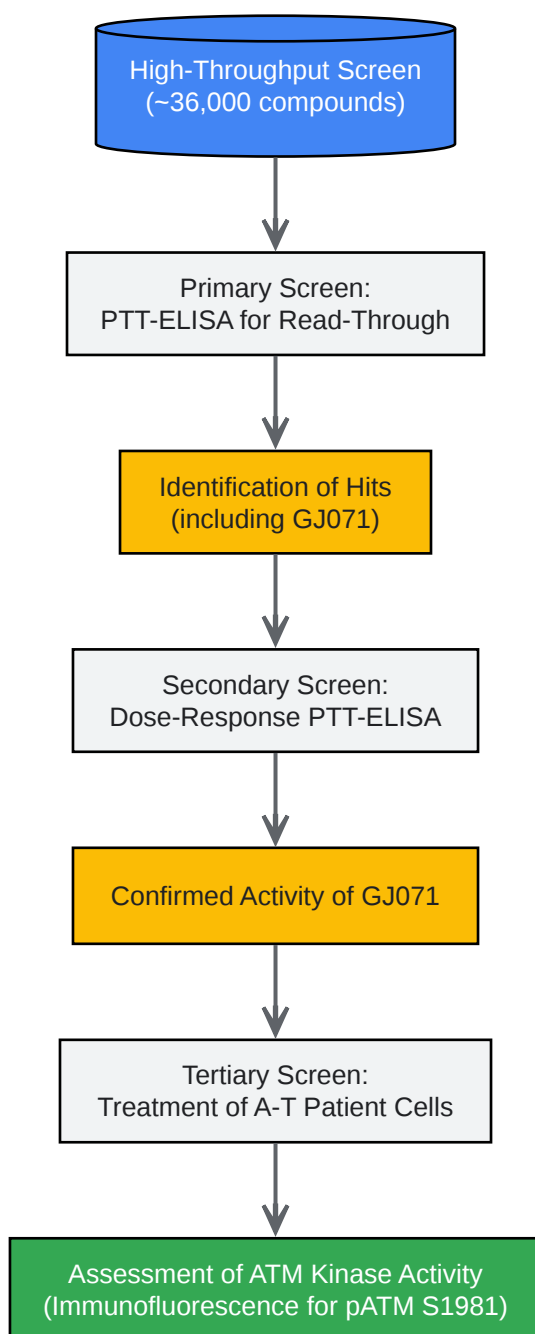 High-Throughput Screen
(~36,000 compounds)
Primary Screen:
PTT-ELISA for Read-Through
Identification of Hits
(including GJ071)
Secondary Screen:
Dose-Response PTT-ELISA
Confirmed Activity of GJ071
Tertiary Screen:
Treatment of A-T Patient Cells
Assessment of ATM Kinase Activity
(Immunofluorescence for pATM S1981)